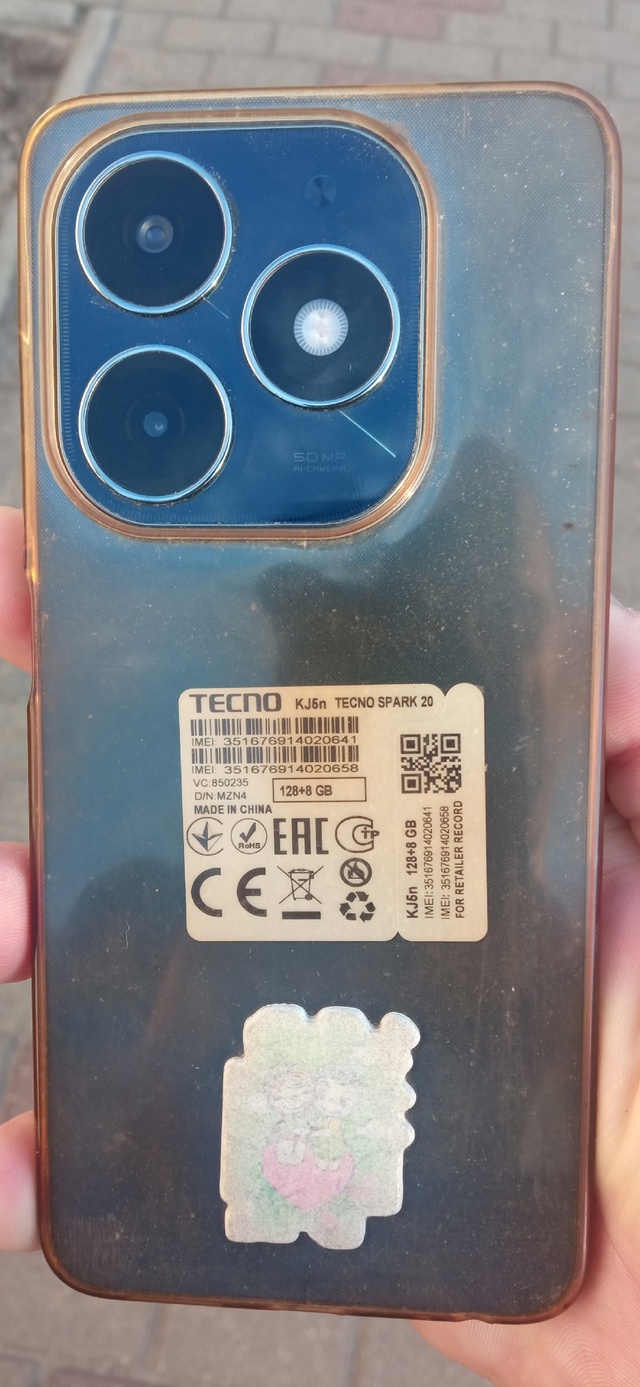 50 MP
AI-CAMERA
TECNO KJ5n TECNO SPARK 20
IMEI: 351676914020641
IMEI: 351676914020658
VC:850235
D/N:MZN4
128+8 GB
MADE IN CHINA
RoHS
EAC
CE
KJ5n 128+8 GB
IMEI:351676914020641
IMEI: 351676914020658
FOR RETAILER RECORD